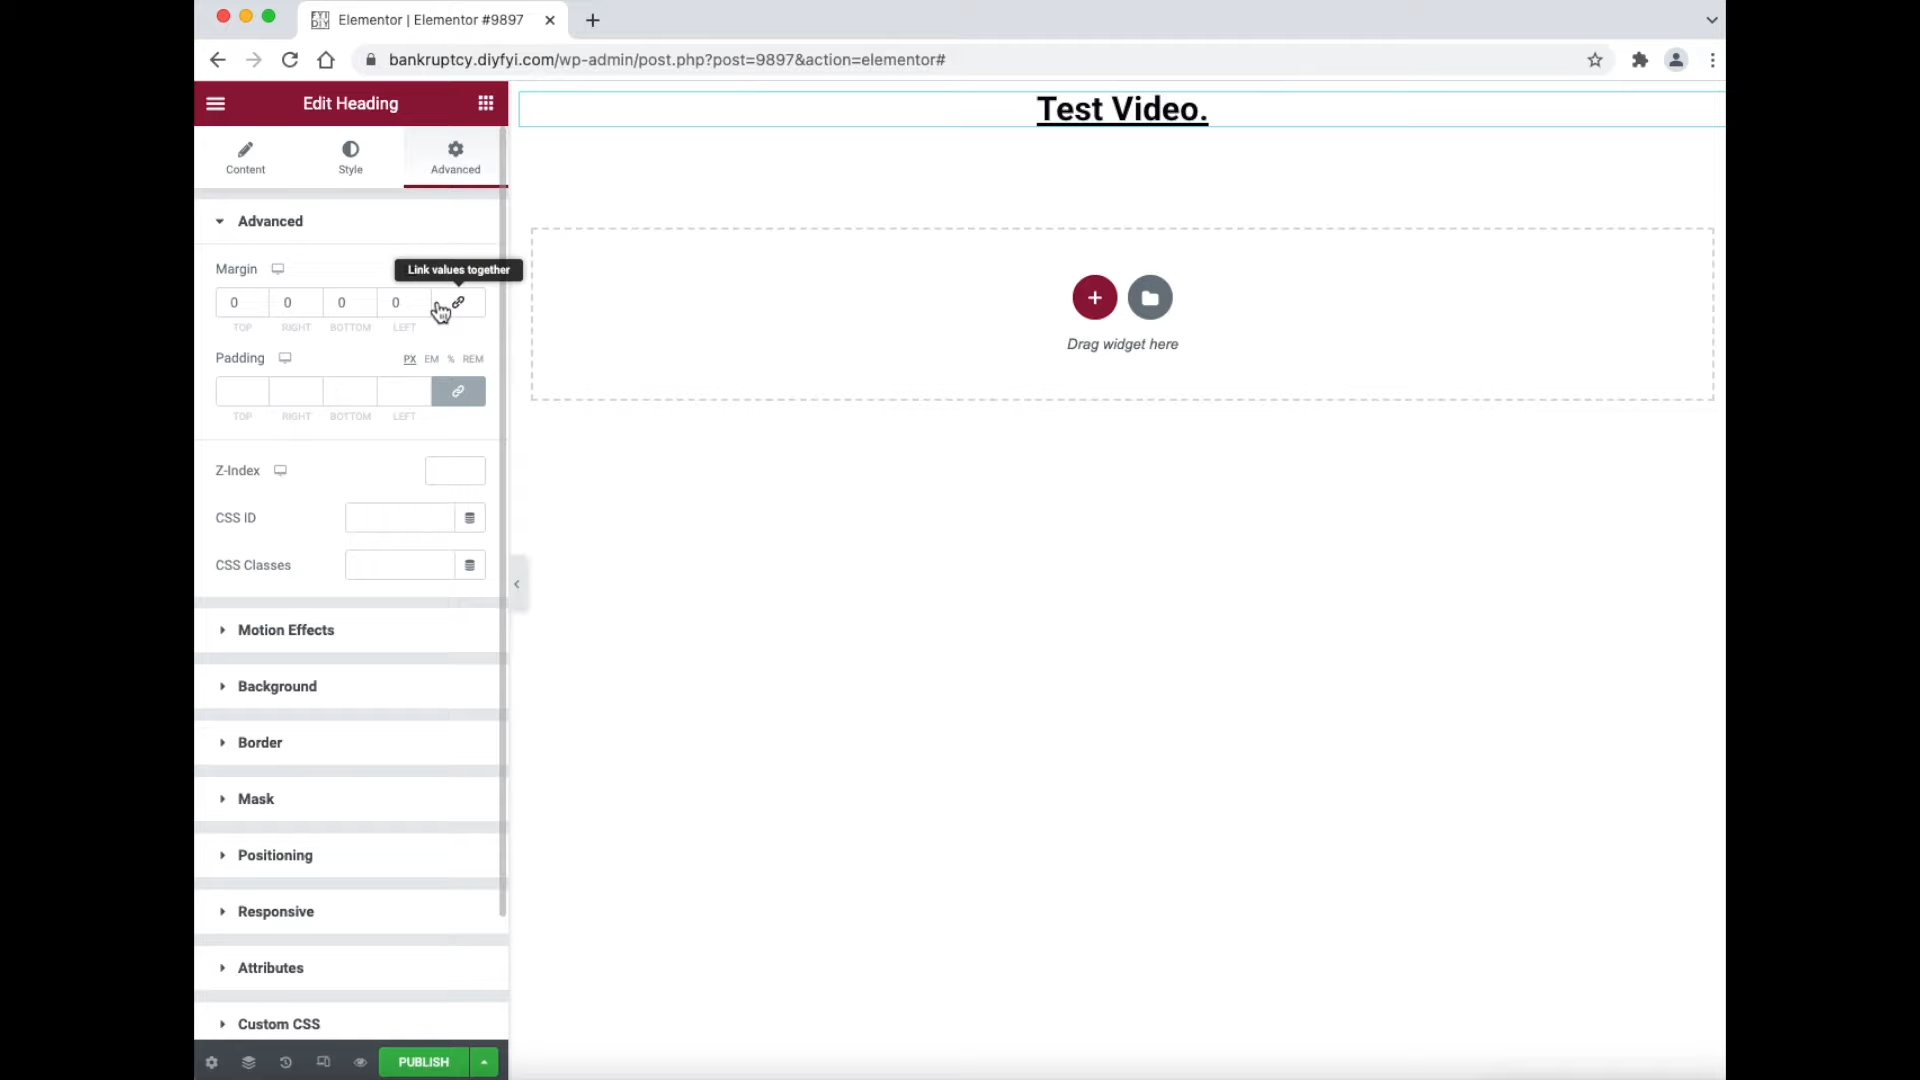 Elementor | Elementor #9897
bankruptcy.diyfyi.com/wp-admin/post.php?post=9897&action=elementor#
Edit Heading
Test Video.
Content Style Advanced
Advanced
Margin
Link values together
0 0 0 0
TOP RIGHT BOTTOM LEFT
Padding PX EM % REM
TOP RIGHT BOTTOM LEFT
Drag widget here
Z-Index
CSS ID
CSS Classes
Motion Effects
Background
Border
Mask
Positioning
Responsive
Attributes
Custom CSS
PUBLISH